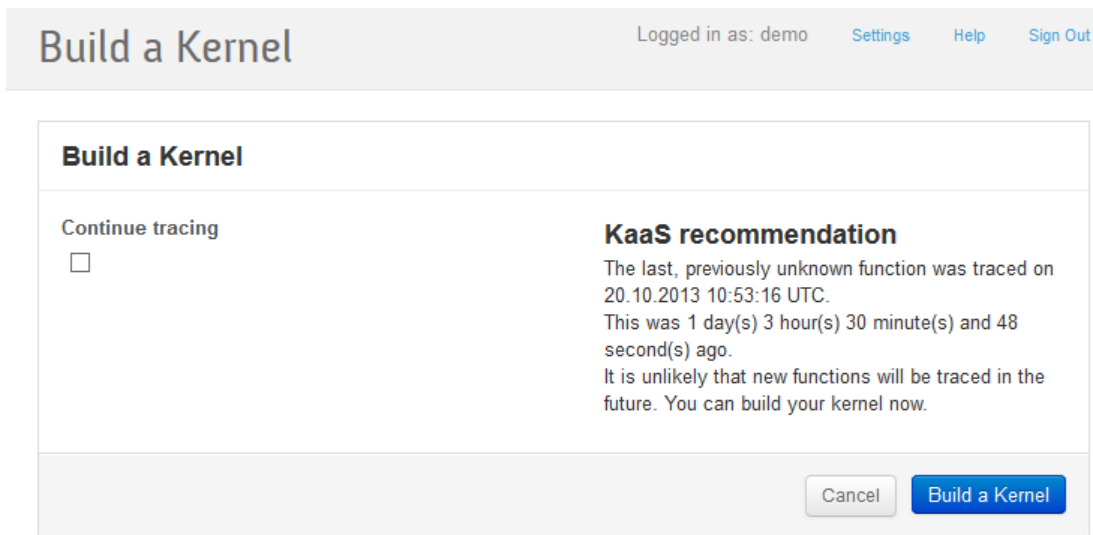 Build a Kernel
Logged in as: demo Settings Help Sign Out
Build a Kernel
Continue tracing
KaaS recommendation
The last, previously unknown function was traced on
20.10.2013 10:53:16 UTC.
This was 1 day(s) 3 hour(s) 30 minute(s) and 48
second(s) ago.
It is unlikely that new functions will be traced in the
future. You can build your kernel now.
Cancel Build a Kernel